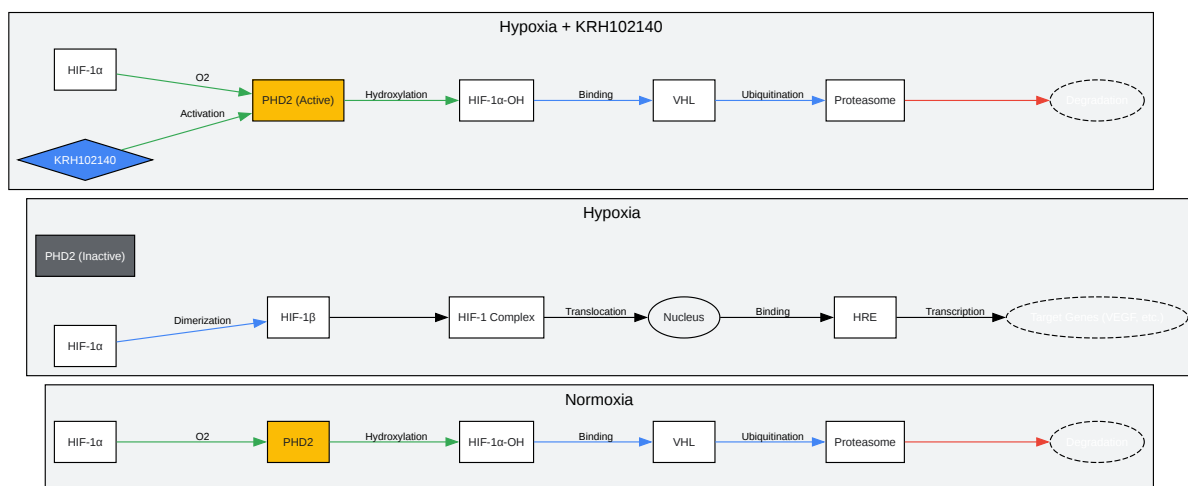 Hypoxia + KRH102140
HIF-1α
O2
PHD2 (Active)
Hydroxylation
HIF-1α-OH
Binding
VHL
Ubiquitination
Proteasome
Degradation
Activation
KRH102140
Hypoxia
PHD2 (Inactive)
HIF-1α
Dimerization
HIF-1β
HIF-1 Complex
Translocation
Nucleus
Binding
HRE
Transcription
Target Genes (VEGF, etc.)
Normoxia
HIF-1α
O2
PHD2
Hydroxylation
HIF-1α-OH
Binding
VHL
Ubiquitination
Proteasome
Degradation